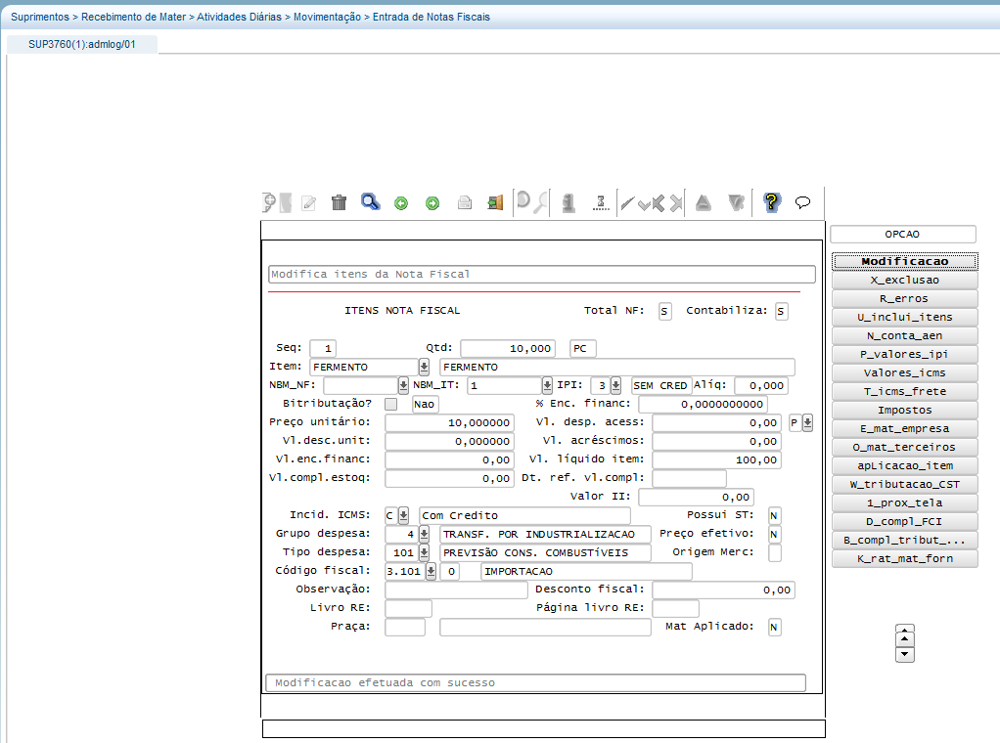 Suprimentos > Recebimento de Mater > Atividades Diárias > Movimentação > Entrada de Notas Fiscais
SUP3760(1):admlog/01
OPCAO
Modifica itens da Nota Fiscal
ITENS NOTA FISCAL Total NF: S Contabiliza: S
Seq: 1 Qtd: 10,000 PC
Item: FERMENTO FERMENTO
NBM_NF: NBM_IT: 1 IPI: 3 SEM CRED Alíq: 0,000
Bitributação? Nao % Enc. financ: 0,0000000000
Preço unitário: 10,000000 Vl. desp. acess: 0,00 P
Vl.desc.unit: 0,000000 Vl. acréscimos: 0,00
Vl.enc.financ: 0,00 Vl. líquido item: 100,00
Vl.compl.estoq: 0,00 Dt. ref. vl.compl:
Valor II: 0,00
Incid. ICMS: C Com Credito Possui ST: N
Grupo despesa: 4 TRANSF. POR INDUSTRIALIZACAO Preço efetivo: N
Tipo despesa: 101 PREVISãO CONS. COMBUSTíVEIS Origem Merc:
Código fiscal: 3.101 0 IMPORTACAO
Observação: Desconto fiscal: 0,00
Livro RE: Página livro RE:
Praça: Mat Aplicado: N
Modificacao efetuada com sucesso
Modificacao
X_exclusao
R_erros
U_inclui_itens
N_conta_aen
P_valores_ipi
Valores_icms
T_icms_frete
Impostos
E_mat_empresa
O_mat_terceiros
apLicacao_item
W_tributacao_CST
1_prox_tela
D_compl_FCI
B_compl_tribut_...
K_rat_mat_forn